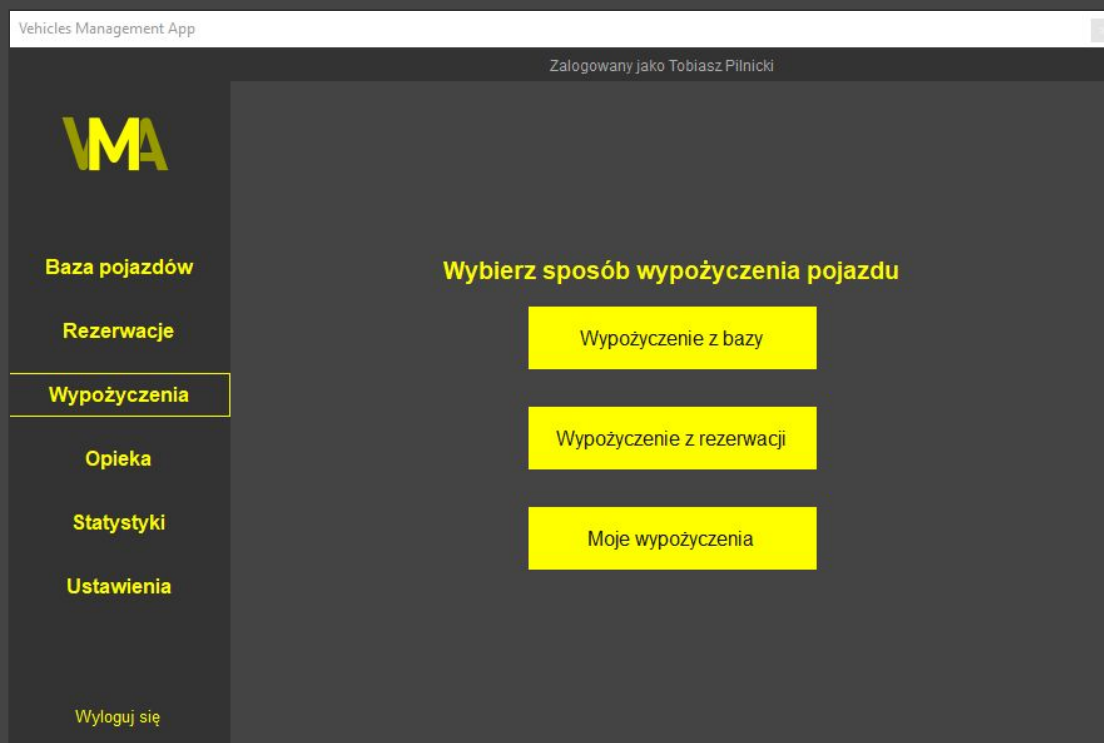 Vehicles Management App
Zalogowany jako Tobiasz Pilnicki
VMA
Baza pojazdów
Rezerwacje
Wypożyczenia
Opieka
Statystyki
Ustawienia
Wyloguj się
Wybierz sposób wypożyczenia pojazdu
Wypożyczenie z bazy
Wypożyczenie z rezerwacji
Moje wypożyczenia